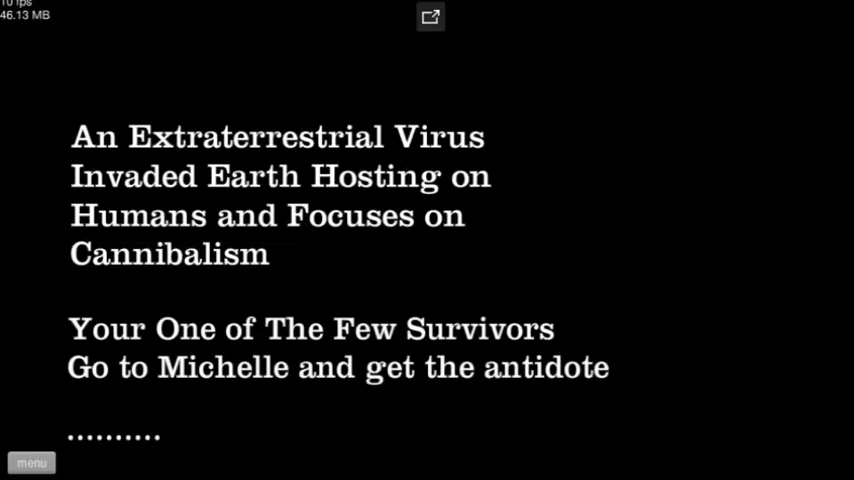 10 fps
46.13 MB
An Extraterrestrial Virus
Invaded Earth Hosting on
Humans and Focuses on
Cannibalism
Your One of The Few Survivors
Go to Michelle and get the antidote
..........
menu